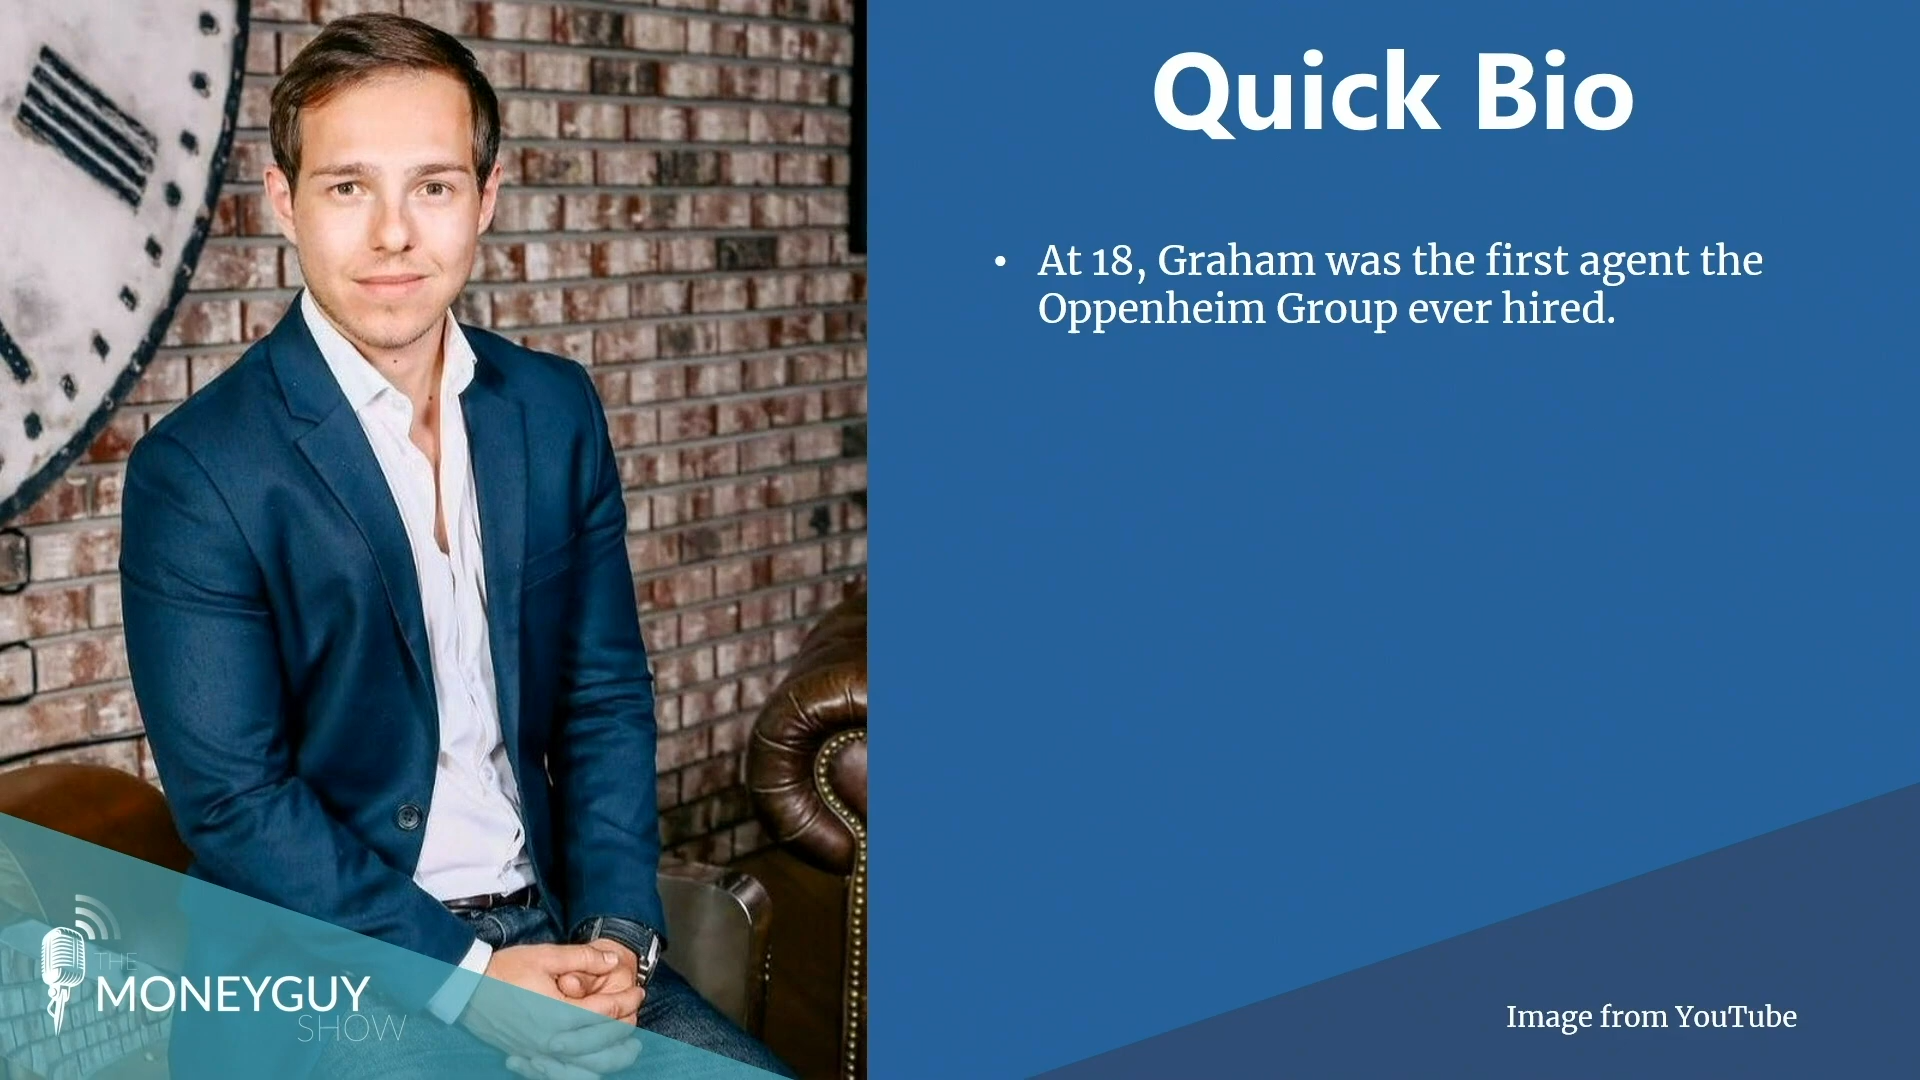 Quick Bio
• At 18, Graham was the first agent the
Oppenheim Group ever hired.
THE
MONEYGUY
SHOW
Image from YouTube